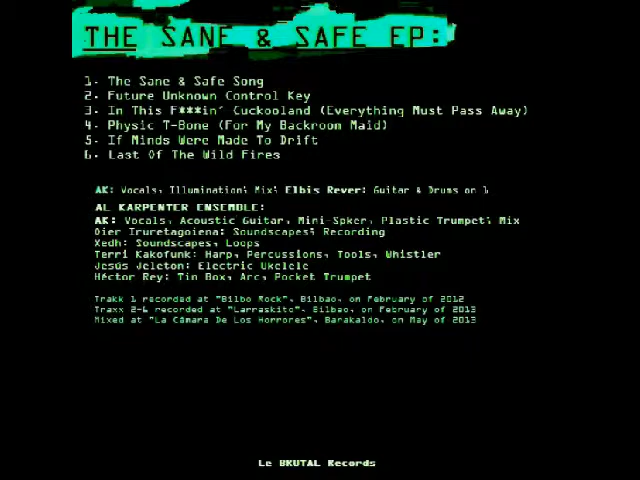 THE SANE & SAFE EP:
1. The Sane & Safe Song
2. Future Unknown Control Key
3. In This F***in´ Cuckooland (Everything Must Pass Away)
4. Physic T-Bone (For My Backroom Maid)
5. If Minds Were Made To Drift
6. Last Of The Wild Fires
AK: Vocals, Illumination; Mix; Elbis Rever: Guitar & Drums on 1
AL KARPENTER ENSEMBLE:
AK: Vocals, Acoustic Guitar, Mini-Spker, Plastic Trumpet; Mix
Oier Iruretagoiena: Soundscapes; Recording
Xedh: Soundscapes, Loops
Terri Kakofunk: Harp, Percussions, Tools, Whistler
Jesús Jeleton: Electric Ukelele
Héctor Rey: Tin Box, Arc, Pocket Trumpet
Trakk 1 recorded at "Bilbo Rock", Bilbao, on February of 2012
Traxx 2-6 recorded at "Larraskito", Bilbao, on February of 2013
Mixed at "La Cámara De Los Horrores", Barakaldo, on May of 2013
Le BRUTAL Records